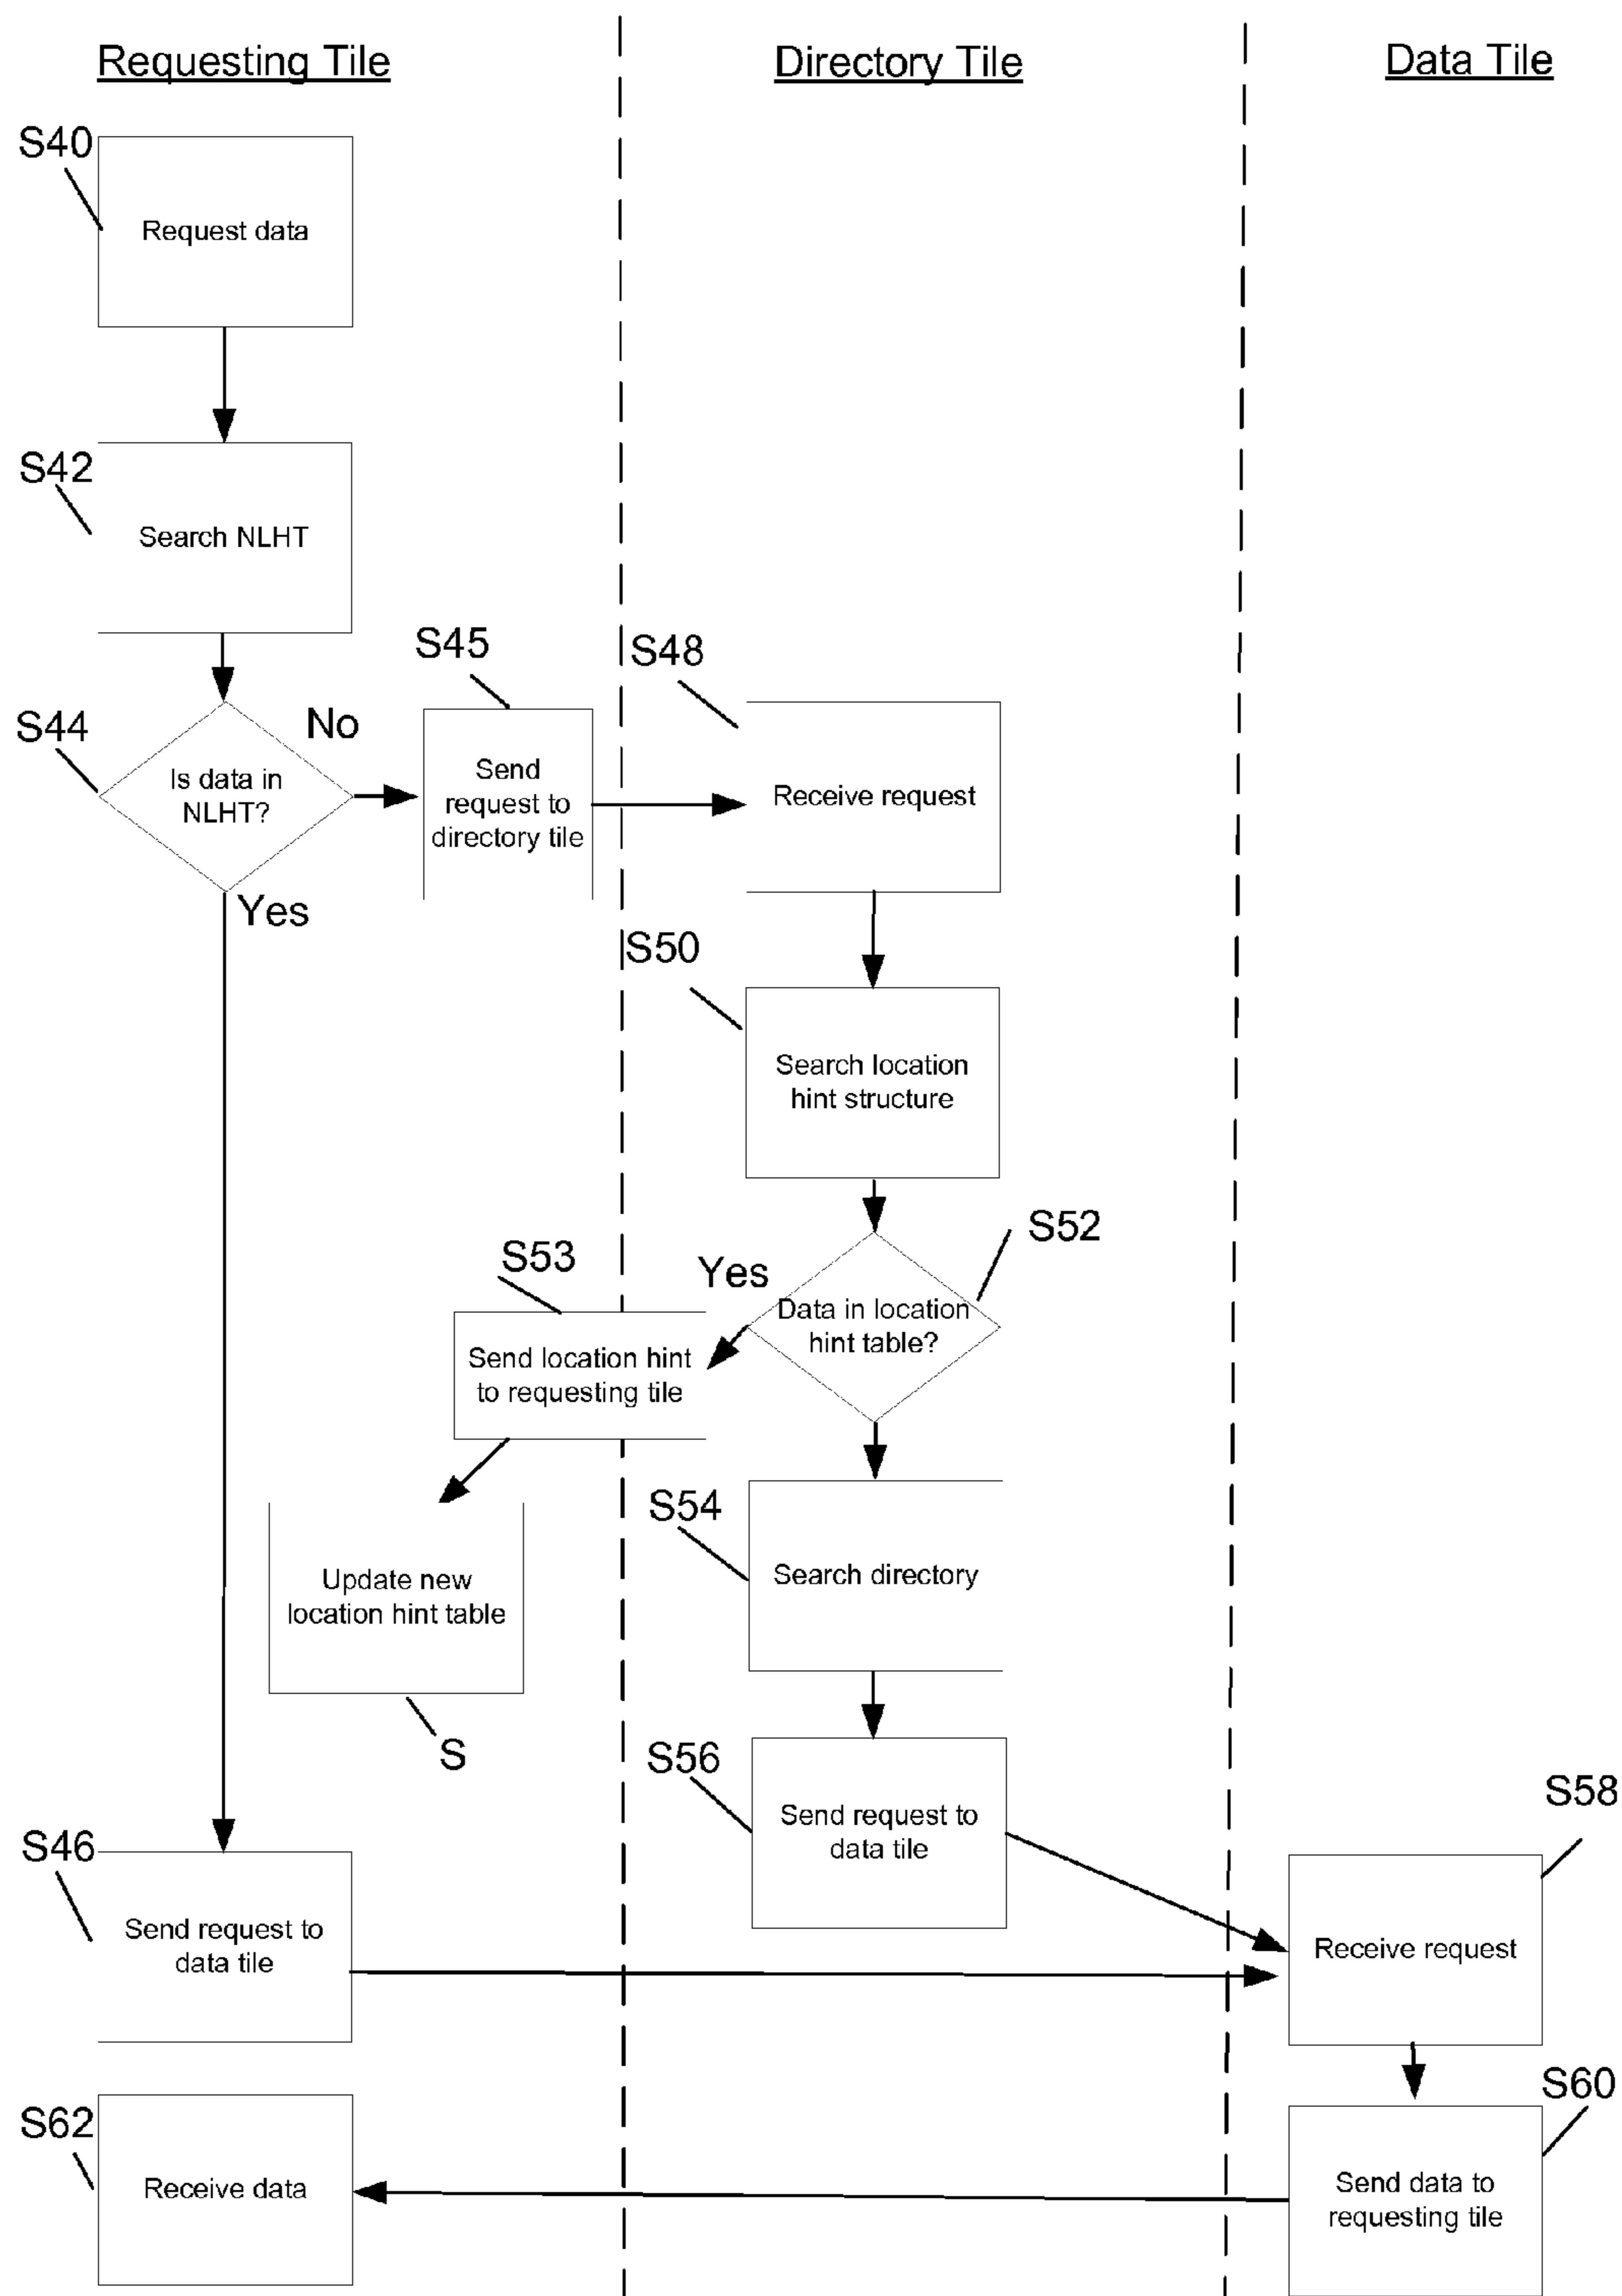 Requesting Tile
Directory Tile
Data Tile
S40
Request data
S42
Search NLHT
S44
Is data in
NLHT?
No
Yes
S45
Send
request to
directory tile
S48
Receive request
S50
Search location
hint structure
S52
Data in location
hint table?
Yes
S53
Send location hint
to requesting tile
Update new
location hint table
S
S54
Search directory
S56
Send request to
data tile
S46
Send request to
data tile
S58
Receive request
S60
Send data to
requesting tile
S62
Receive data